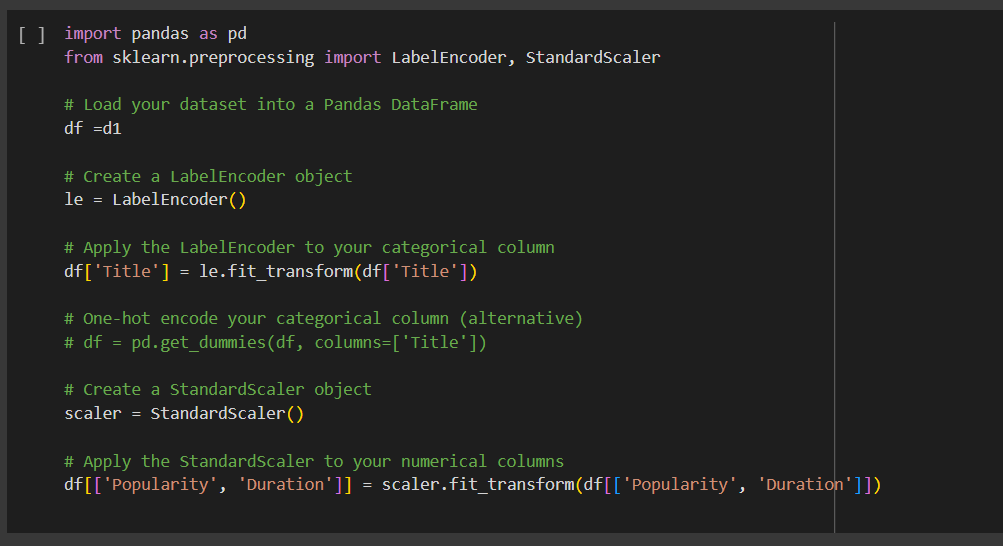 [ ] import pandas as pd
from sklearn.preprocessing import LabelEncoder, StandardScaler
# Load your dataset into a Pandas DataFrame
df =d1
# Create a LabelEncoder object
le = LabelEncoder()
# Apply the LabelEncoder to your categorical column
df['Title'] = le.fit_transform(df['Title'])
# One-hot encode your categorical column (alternative)
# df = pd.get_dummies(df, columns=['Title'])
# Create a StandardScaler object
scaler = StandardScaler()
# Apply the StandardScaler to your numerical columns
df[['Popularity', 'Duration']] = scaler.fit_transform(df[['Popularity', 'Duration']])